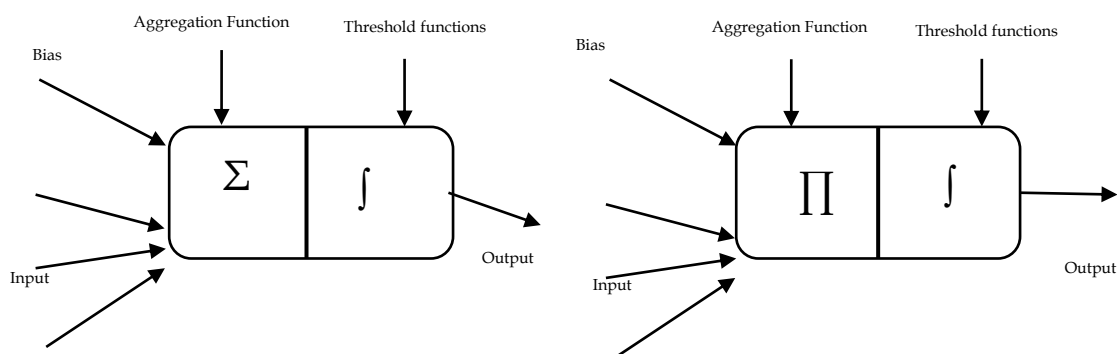 Aggregation Function
Threshold functions
Bias
Σ
∫
Input
Output
Aggregation Function
Threshold functions
Bias
∏
∫
Input
Output